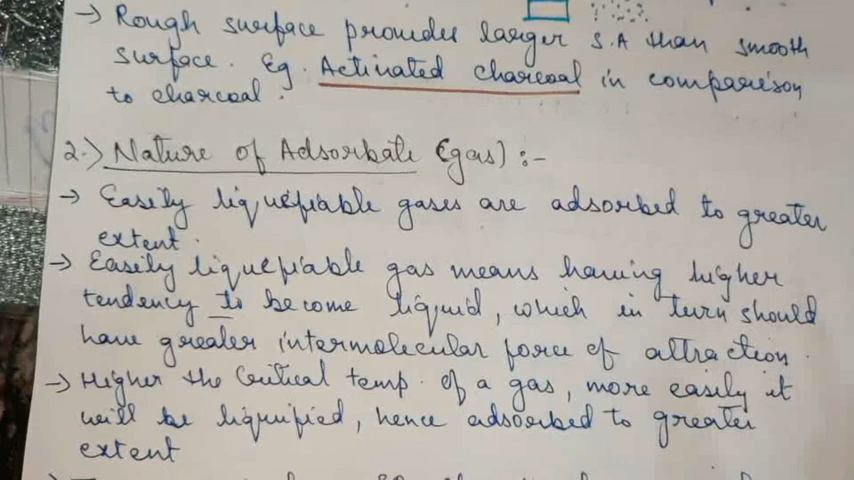 → Rough surface provides larger S.A than smooth
surface. Eg. Activated charcoal in comparison
to charcoal.
2.) Nature of Adsorbate (gas) :-
→ Easily liquefiable gases are adsorbed to greater
extent.
→ Easily liquefiable gas means having higher
tendency to become liquid, which in turn should
have greater intermolecular force of attraction.
→ Higher the Critical temp. of a gas, more easily it
will be liquified, hence adsorbed to greater
extent